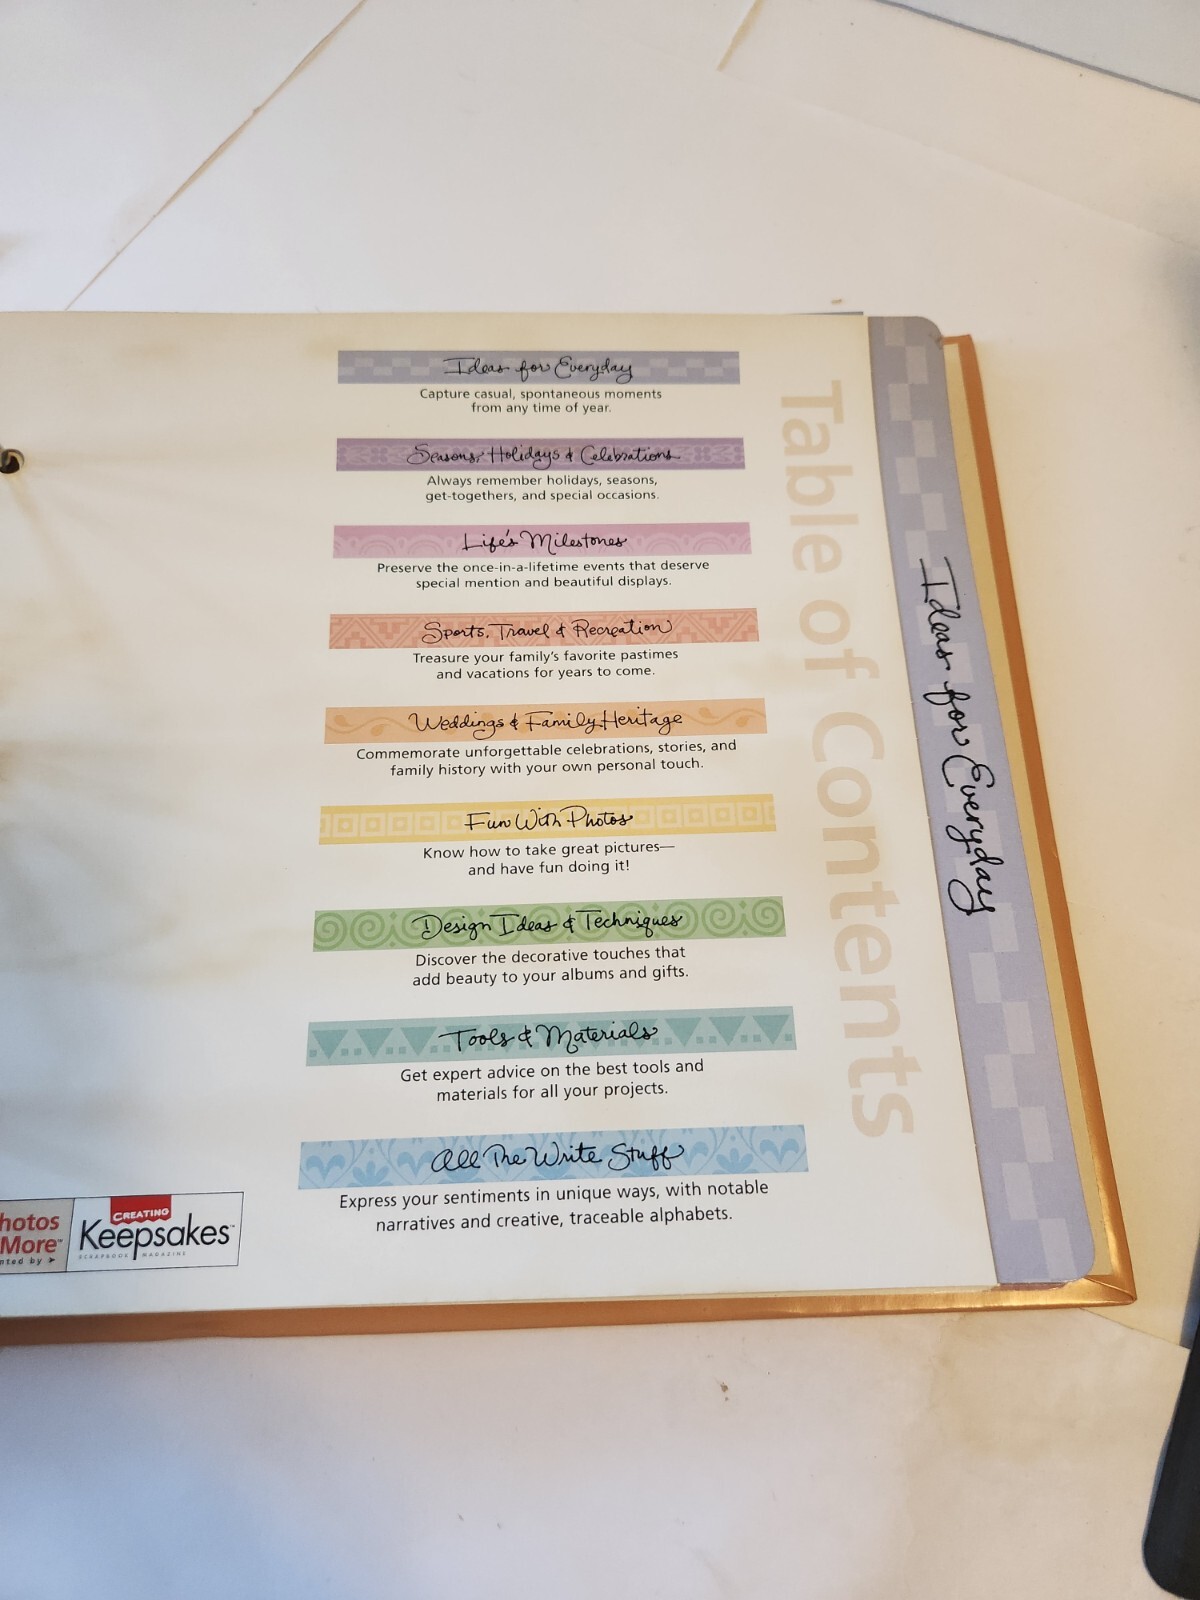 Ideas for Everyday
Capture casual, spontaneous moments
from any time of year.
Seasons, Holidays & Celebrations
Always remember holidays, seasons,
get-togethers, and special occasions.
Life's Milestones
Preserve the once-in-a-lifetime events that deserve
special mention and beautiful displays.
Sports, Travel & Recreation
Treasure your family's favorite pastimes
and vacations for years to come.
Weddings & Family Heritage
Commemorate unforgettable celebrations, stories, and
family history with your own personal touch.
Fun With Photos
Know how to take great pictures—
and have fun doing it!
Design Ideas & Techniques
Discover the decorative touches that
add beauty to your albums and gifts.
Tools & Materials
Get expert advice on the best tools and
materials for all your projects.
All The Write Stuff
Express your sentiments in unique ways, with notable
narratives and creative, traceable alphabets.
Table of Contents
Ideas for Everyday
hotos
More™
nted by
CREATING
Keepsakes™
SCRAPBOOK MAGAZINE